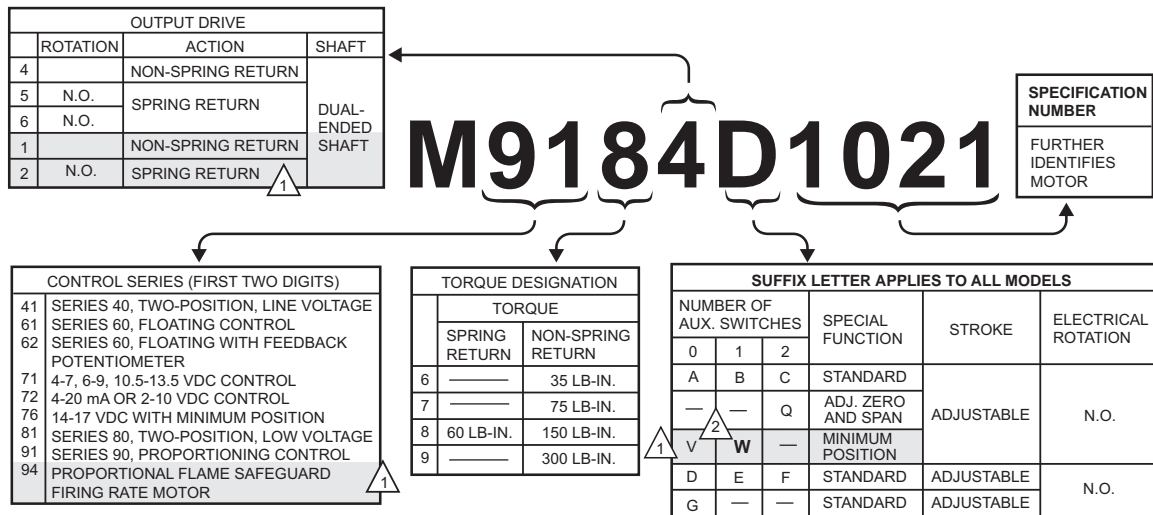 OUTPUT DRIVE
ROTATION ACTION SHAFT
4 NON-SPRING RETURN
5 N.O. SPRING RETURN
6 N.O.
DUAL-ENDED SHAFT
1 NON-SPRING RETURN
2 N.O. SPRING RETURN 1
M9184D1021
SPECIFICATION
NUMBER
FURTHER
IDENTIFIES
MOTOR
CONTROL SERIES (FIRST TWO DIGITS)
41 SERIES 40, TWO-POSITION, LINE VOLTAGE
61 SERIES 60, FLOATING CONTROL
62 SERIES 60, FLOATING WITH FEEDBACK
POTENTIOMETER
71 4-7, 6-9, 10.5-13.5 VDC CONTROL
72 4-20 mA OR 2-10 VDC CONTROL
76 14-17 VDC WITH MINIMUM POSITION
81 SERIES 80, TWO-POSITION, LOW VOLTAGE
91 SERIES 90, PROPORTIONING CONTROL
94 PROPORTIONAL FLAME SAFEGUARD
FIRING RATE MOTOR 1
TORQUE DESIGNATION
TORQUE
SPRING RETURN NON-SPRING RETURN
6 —— 35 LB-IN.
7 —— 75 LB-IN.
8 60 LB-IN. 150 LB-IN.
9 —— 300 LB-IN.
SUFFIX LETTER APPLIES TO ALL MODELS
NUMBER OF AUX. SWITCHES SPECIAL FUNCTION STROKE ELECTRICAL ROTATION
0 1 2
A B C STANDARD ADJUSTABLE N.O.
— — Q ADJ. ZERO AND SPAN
1 V 2 W — MINIMUM POSITION
D E F STANDARD ADJUSTABLE N.O.
G — — STANDARD ADJUSTABLE